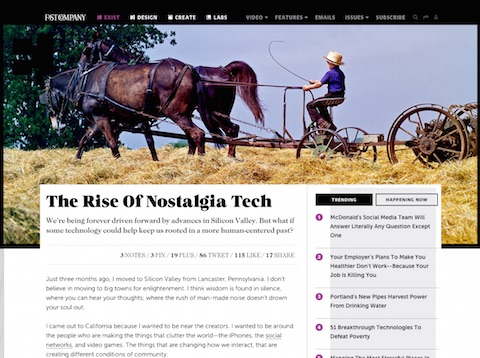 FAST COMPANY EXIST DESIGN CREATE LABS VIDEO FEATURES EMAILS ISSUES SUBSCRIBE
The Rise Of Nostalgia Tech
We're being forever driven forward by advances in Silicon Valley. But what if
some technology could help keep us rooted in a more human-centered past?
3 NOTES / 3 PIN / 19 PLUS / 86 TWEET / 115 LIKE / 17 SHARE
Just three months ago, I moved to Silicon Valley from Lancaster, Pennsylvania. I don't
believe in moving to big towns for enlightenment. I think wisdom is found in silence,
where you can hear your thoughts; where the rush of man-made noise doesn't drown
your soul out.
I came out to California because I wanted to be near the creators. I wanted to be around
the people who are making the things that clutter the world—the iPhones, the social
networks, and video games. The things that are changing how we interact, that are
creating different conditions of community.
TRENDING HAPPENING NOW
1 McDonald's Social Media Team Will
Answer Literally Any Question Except
One
2 Your Employer's Plans To Make You
Healthier Don't Work—Because Your
Job Is Killing You
3 Portland's New Pipes Harvest Power
From Drinking Water
4 51 Breakthrough Technologies To
Defeat Poverty
5 Mapping The Most Stressful Places In